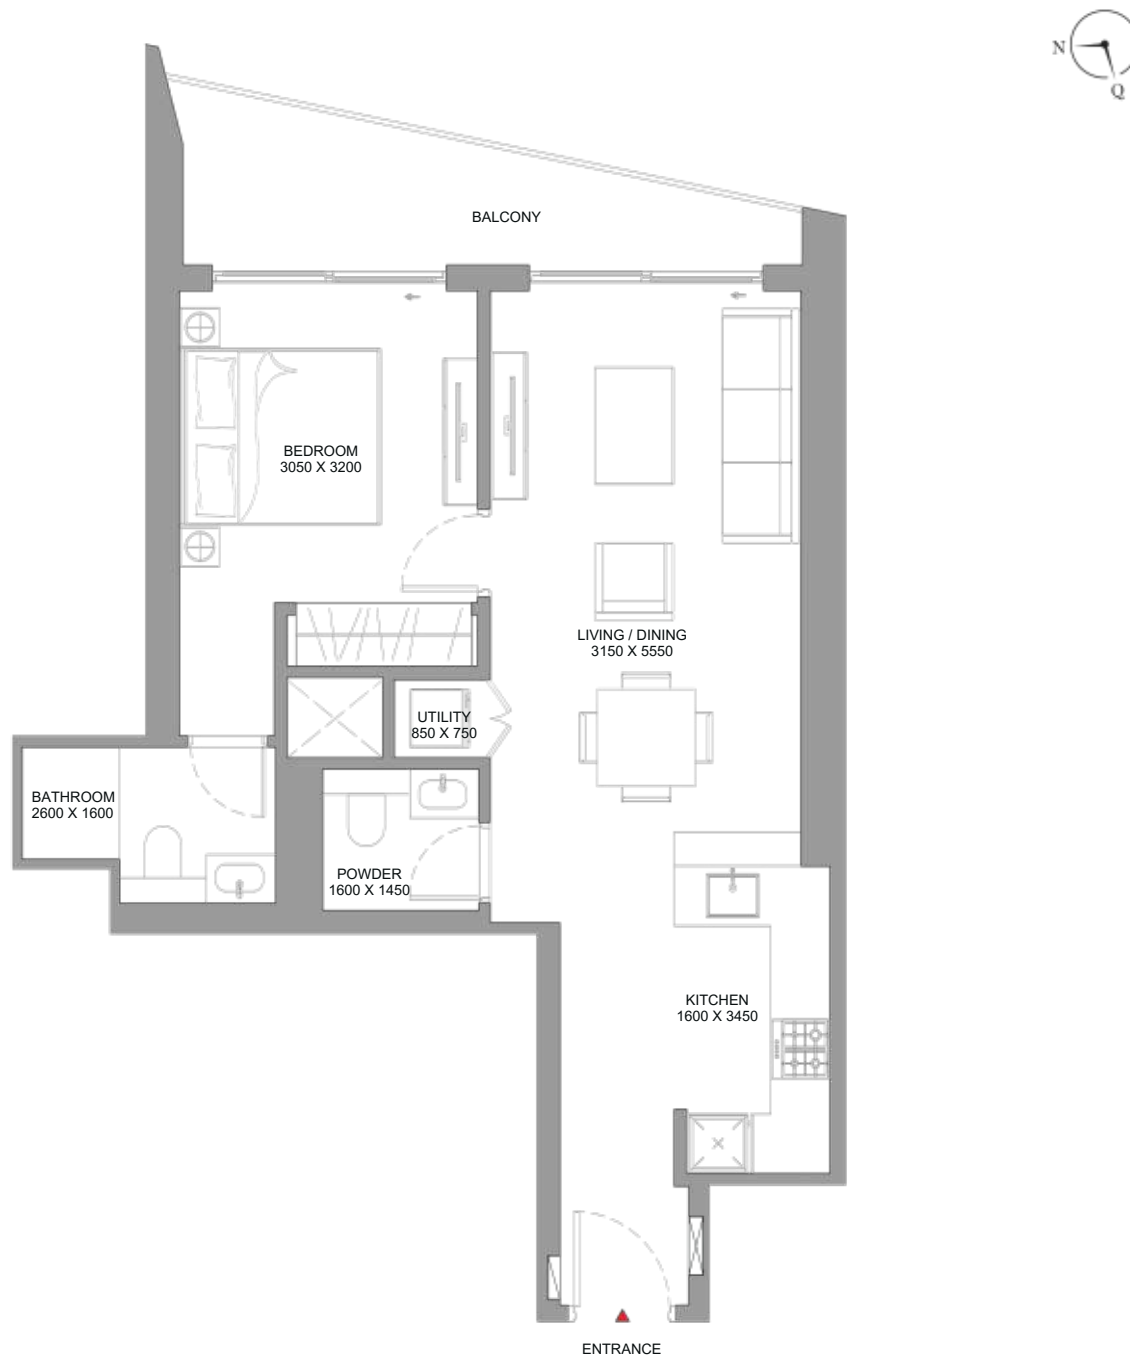 N
Q
BALCONY
BEDROOM
3050 X 3200
LIVING / DINING
3150 X 5550
UTILITY
850 X 750
BATHROOM
2600 X 1600
POWDER
1600 X 1450
KITCHEN
1600 X 3450
ENTRANCE